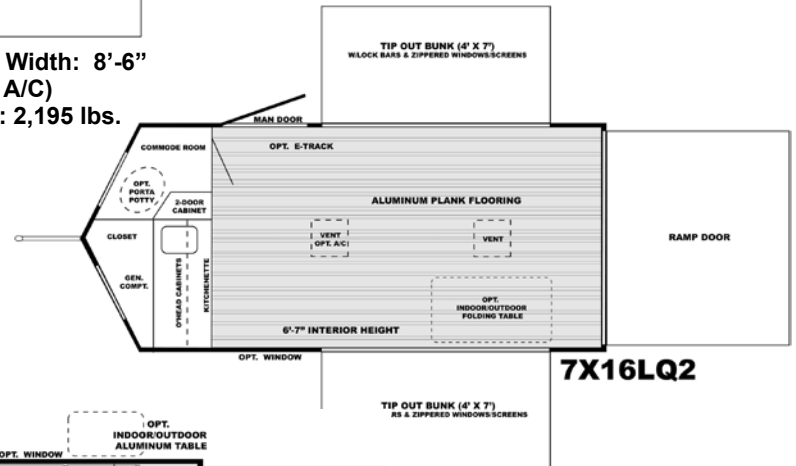 Width: 8'-6"
A/C)
: 2,195 lbs.
TIP OUT BUNK (4' X 7')
W/LOCK BARS & ZIPPERED WINDOWS/SCREENS
MAN DOOR
COMMODE ROOM
OPT. E-TRACK
OPT.
PORTA
POTTY
2-DOOR
CABINET
ALUMINUM PLANK FLOORING
CLOSET
VENT
OPT. A/C
VENT
RAMP DOOR
GEN.
COMPT.
O'HEAD CABINETS
KITCHENETTE
OPT.
INDOOR/OUTDOOR
FOLDING TABLE
6'-7" INTERIOR HEIGHT
OPT. WINDOW
7X16LQ2
TIP OUT BUNK (4' X 7')
RS & ZIPPERED WINDOWS/SCREENS
OPT.
INDOOR/OUTDOOR
ALUMINUM TABLE
OPT. WINDOW